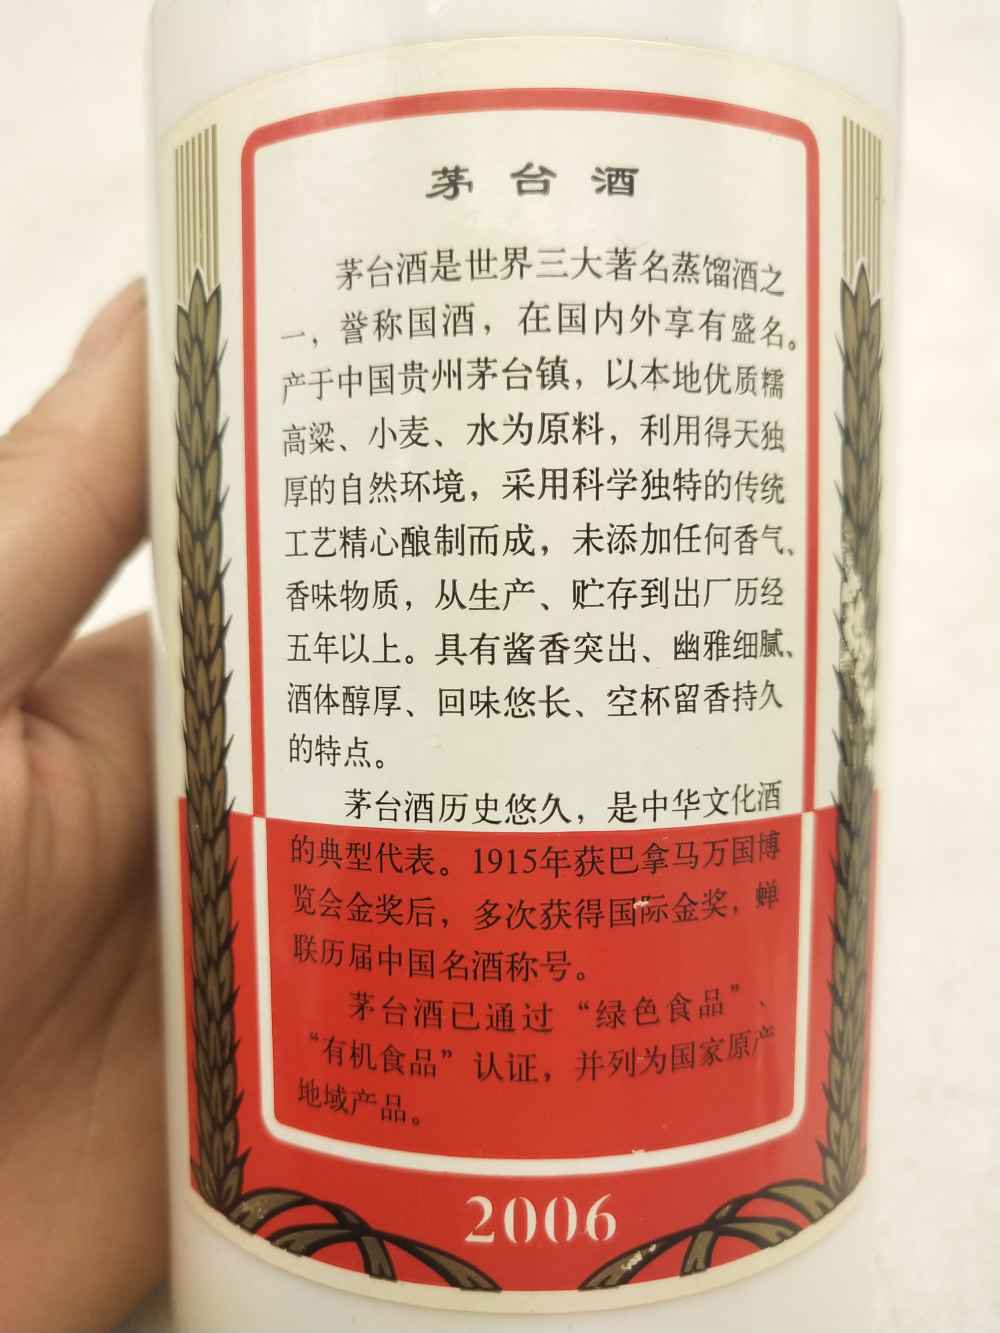 茅台酒
茅台酒是世界三大著名蒸馏酒之
一，誉称国酒，在国内外享有盛名。
产于中国贵州茅台镇，以本地优质糯
高粱、小麦、水为原料，利用得天独
厚的自然环境，采用科学独特的传统
工艺精心酿制而成，未添加任何香气、
香味物质，从生产、贮存到出厂历经
五年以上。具有酱香突出、幽雅细腻、
酒体醇厚、回味悠长、空杯留香持久
的特点。
茅台酒历史悠久，是中华文化酒
的典型代表。1915年获巴拿马万国博
览会金奖后，多次获得国际金奖，蝉
联历届中国名酒称号。
茅台酒已通过“绿色食品”、
“有机食品”认证，并列为国家原产
地域产品。
2006